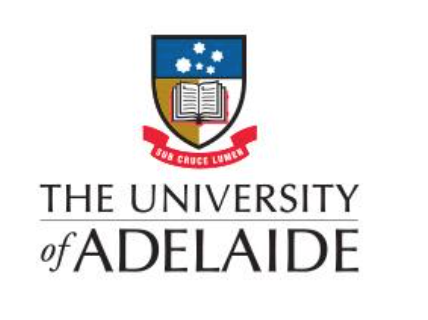 SUB CRUCE LUMEN
THE UNIVERSITY
of ADELAIDE